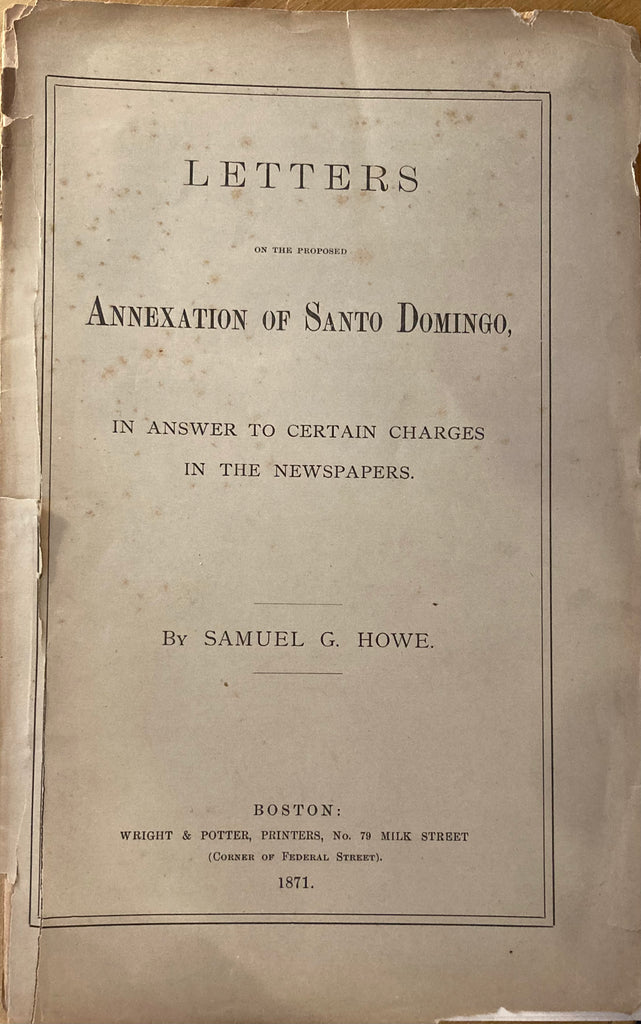 LETTERS
ON THE PROPOSED
ANNEXATION OF SANTO DOMINGO,
IN ANSWER TO CERTAIN CHARGES
IN THE NEWSPAPERS.
BY SAMUEL G. HOWE.
BOSTON:
WRIGHT & POTTER, PRINTERS, No. 79 MILK STREET
(CORNER OF FEDERAL STREET).
1871.